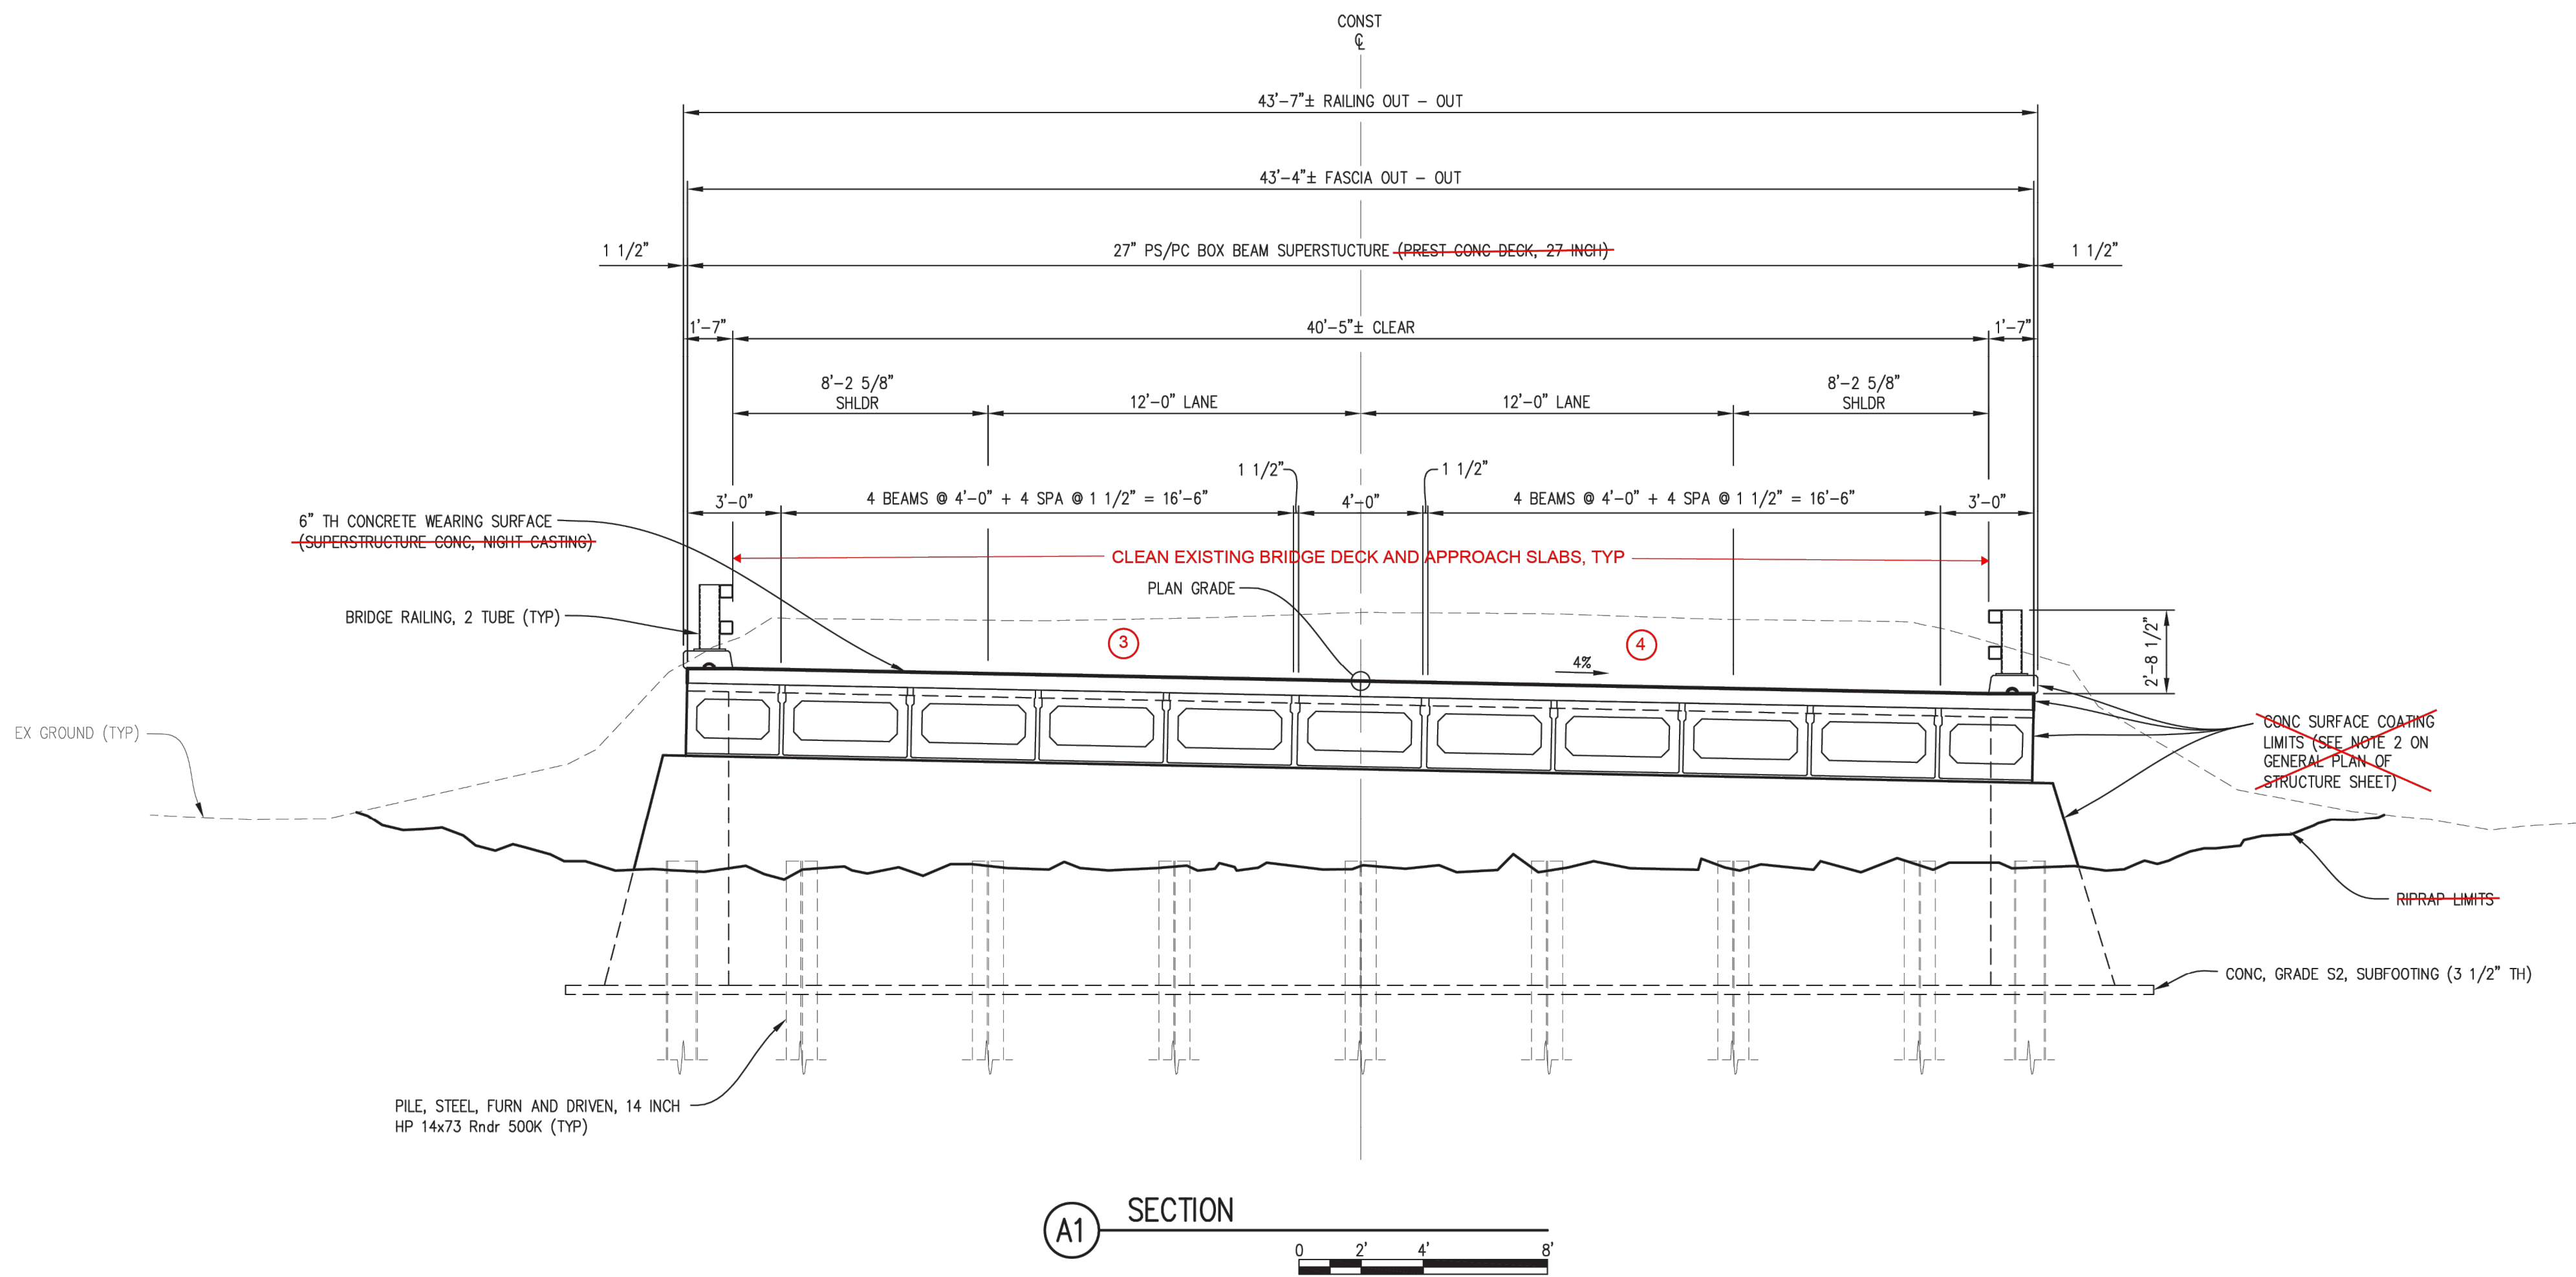 CONST
℄
43'-7"± RAILING OUT - OUT
43'-4"± FASCIA OUT - OUT
1 1/2"
27" PS/PC BOX BEAM SUPERSTUCTURE (PREST CONC DECK, 27 INCH)
1 1/2"
1'-7"
40'-5"± CLEAR
1'-7"
8'-2 5/8"
SHLDR
12'-0" LANE
12'-0" LANE
8'-2 5/8"
SHLDR
1 1/2"
1 1/2"
3'-0"
4 BEAMS @ 4'-0" + 4 SPA @ 1 1/2" = 16'-6"
4'-0"
4 BEAMS @ 4'-0" + 4 SPA @ 1 1/2" = 16'-6"
3'-0"
6" TH CONCRETE WEARING SURFACE
(SUPERSTRUCTURE CONC, NIGHT CASTING)
CLEAN EXISTING BRIDGE DECK AND APPROACH SLABS, TYP
PLAN GRADE
BRIDGE RAILING, 2 TUBE (TYP)
3
4
4%
2'-8 1/2"
EX GROUND (TYP)
CONC SURFACE COATING
LIMITS (SEE NOTE 2 ON
GENERAL PLAN OF
STRUCTURE SHEET)
RIPRAP LIMITS
CONC, GRADE S2, SUBFOOTING (3 1/2" TH)
PILE, STEEL, FURN AND DRIVEN, 14 INCH
HP 14x73 Rndr 500K (TYP)
A1
SECTION
0 2' 4' 8'